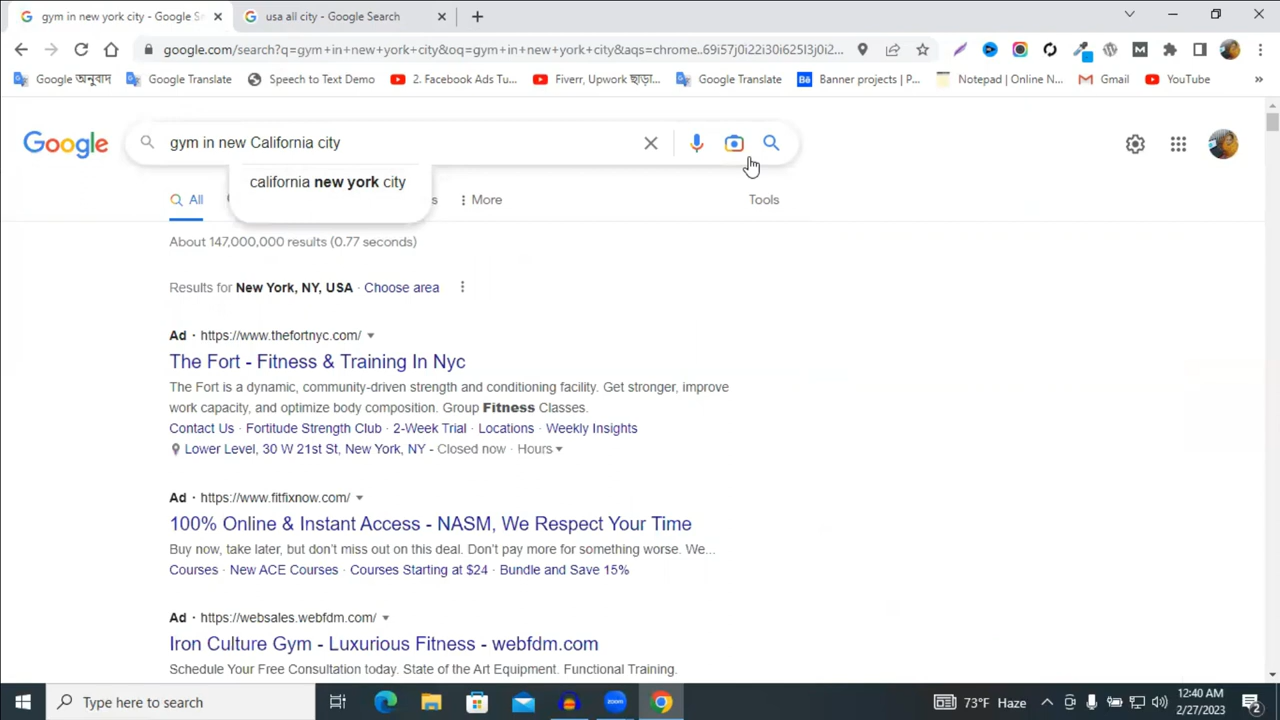 gym in new york city - Google Se
usa all city - Google Search
google.com/search?q=gym+in+new+york+city&oq=gym+in+new+york+city&aqs=chrome..69i57j0i22i30i625l3j0i2...
Google অনুবাদ
Google Translate
Speech to Text Demo
2. Facebook Ads Tu...
Fiverr, Upwork ছাড়া...
Google Translate
Banner projects | P...
Notepad | Online N...
Gmail
YouTube
Google
gym in new California city
california new york city
All
More
Tools
About 147,000,000 results (0.77 seconds)
Results for New York, NY, USA · Choose area
Ad · https://www.thefortnyc.com/
The Fort - Fitness & Training In Nyc
The Fort is a dynamic, community-driven strength and conditioning facility. Get stronger, improve
work capacity, and optimize body composition. Group Fitness Classes.
Contact Us · Fortitude Strength Club · 2-Week Trial · Locations · Weekly Insights
Lower Level, 30 W 21st St, New York, NY - Closed now · Hours
Ad · https://www.fitfixnow.com/
100% Online & Instant Access - NASM, We Respect Your Time
Buy now, take later, but don't miss out on this deal. Don't pay more for something worse. We...
Courses · New ACE Courses · Courses Starting at $24 · Bundle and Save 15%
Ad · https://websales.webfdm.com/
Iron Culture Gym - Luxurious Fitness - webfdm.com
Schedule Your Free Consultation today. State of the Art Equipment. Functional Training.
Type here to search
zoom
73°F Haze
12:40 AM
2/27/2023
2